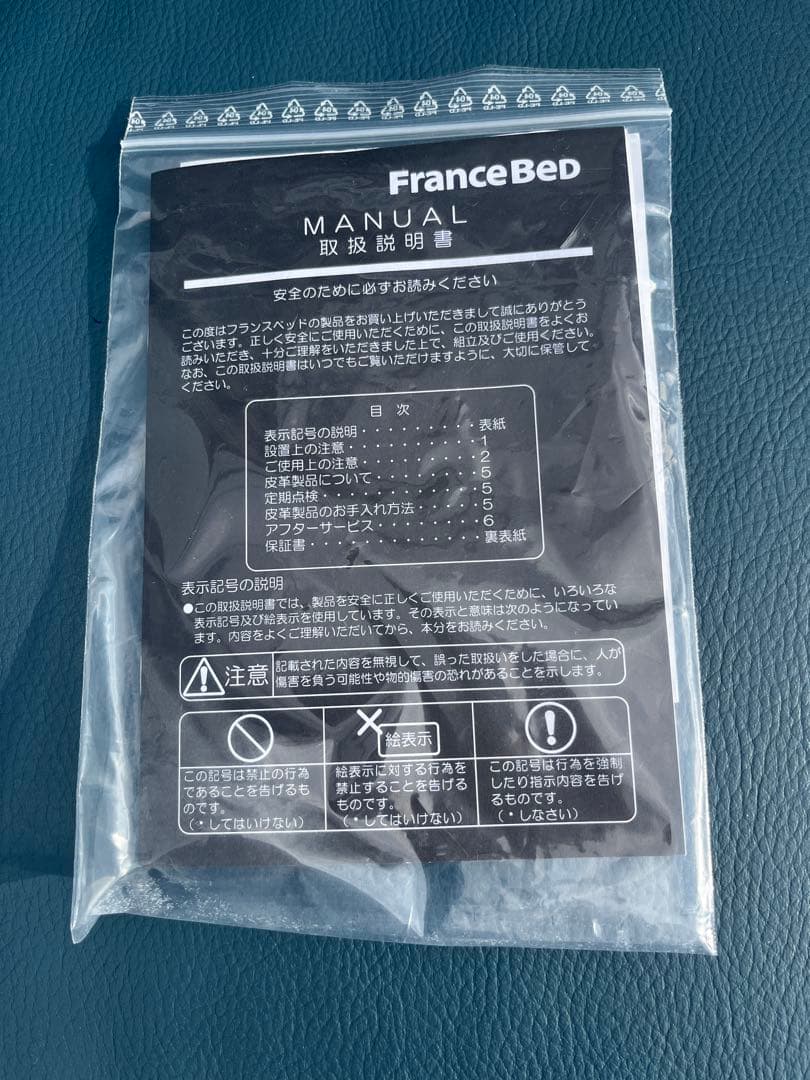 FranceBed
MANUAL
取扱説明書
安全のために必ずお読みください
この度はフランスベッドの製品をお買い上げいただきまして誠にありがとう
ございます。正しく安全にご使用いただくために、この取扱説明書をよくお
読みいただき、十分ご理解をいただきました上で、組立及びご使用ください。
なお、この取扱説明書はいつでもご覧いただけますように、大切に保管して
ください。
目次
表示記号の説明・・・・・・・・・表紙
設置上の注意・・・・・・・・・・1
ご使用上の注意・・・・・・・・・2
皮革製品について・・・・・・・・5
定期点検・・・・・・・・・・・・5
皮革製品のお手入れ方法・・・・・5
アフターサービス・・・・・・・・6
保証書・・・・・・・・・・・・裏表紙
表示記号の説明
●この取扱説明書では、製品を安全に正しくご使用いただくために、いろいろな
表示記号及び絵表示を使用しています。その表示と意味は次のようになってい
ます。内容をよくご理解いただいてから、本分をお読みください。
注意
記載された内容を無視して、誤った取扱いをした場合に、人が
傷害を負う可能性や物的傷害の恐れがあることを示します。
この記号は禁止の行為
であることを告げるも
のです。
(・してはいけない)
絵表示
絵表示に対する行為を
禁止することを告げる
ものです。
(・してはいけない)
この記号は行為を強制
したり指示内容を告げ
るものです。
(・しなさい)